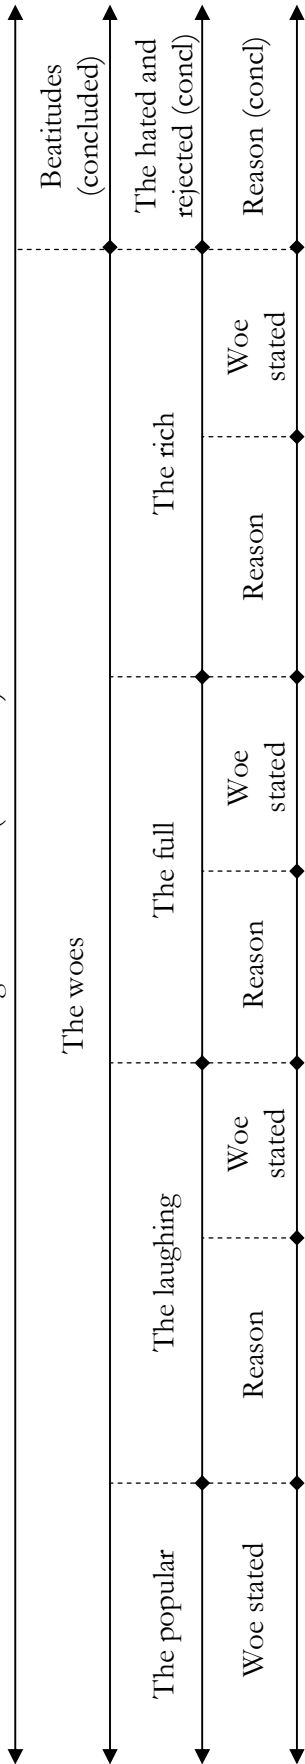 Beatitudes
(concluded)
The woes
The hated and
rejected (concl)
The rich
The full
The laughing
The popular
Reason (concl)
Woe
stated
Reason
Woe
stated
Reason
Woe
stated
Reason
Woe stated